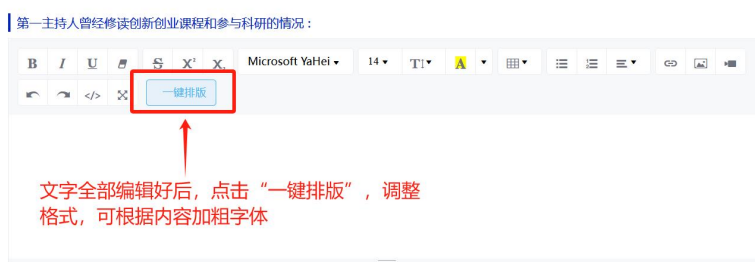 第一主持人曾经修读创新创业课程和参与科研的情况：
B I U S X² X₂ Microsoft YaHei 14 TI A
</> 一键排版
文字全部编辑好后，点击“一键排版”，调整
格式，可根据内容加粗字体